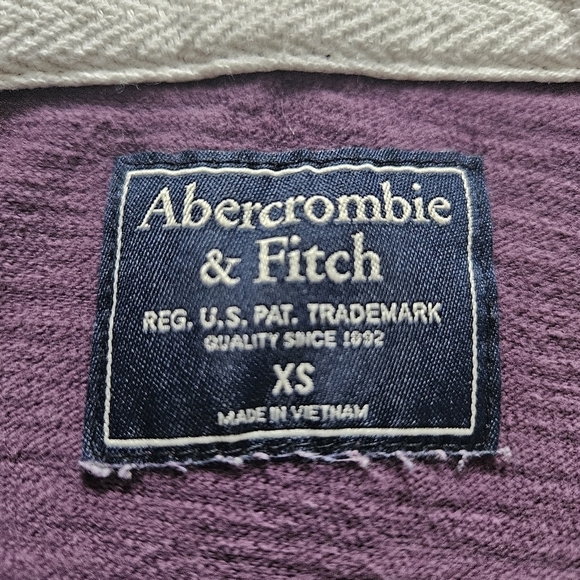 Abercrombie
& Fitch
REG. U.S. PAT. TRADEMARK
QUALITY SINCE 1892
XS
MADE IN VIETNAM